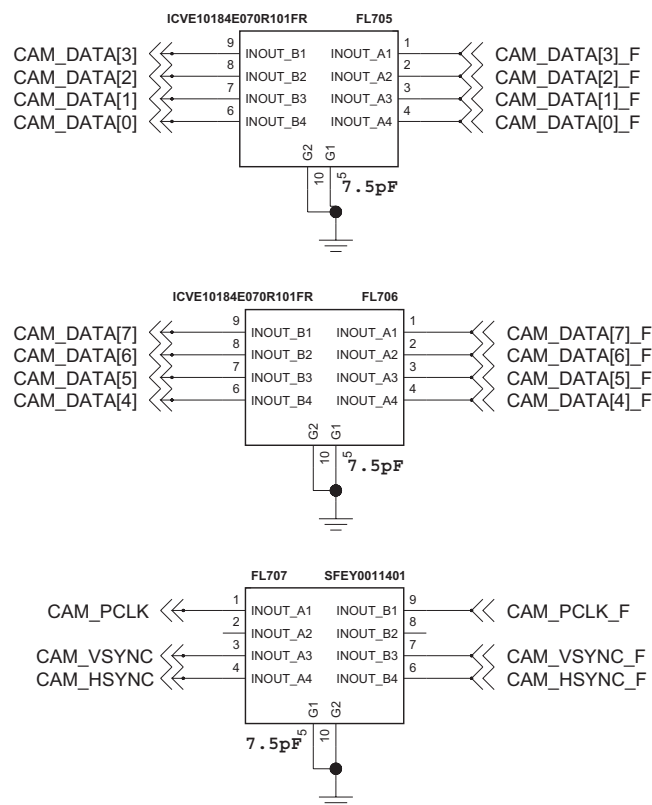 ICVE10184E070R101FR FL705
CAM_DATA[3] 9 INOUT_B1 INOUT_A1 1 CAM_DATA[3]_F
CAM_DATA[2] 8 INOUT_B2 INOUT_A2 2 CAM_DATA[2]_F
CAM_DATA[1] 7 INOUT_B3 INOUT_A3 3 CAM_DATA[1]_F
CAM_DATA[0] 6 INOUT_B4 INOUT_A4 4 CAM_DATA[0]_F
G2 G1
10 5
7.5pF
ICVE10184E070R101FR FL706
CAM_DATA[7] 9 INOUT_B1 INOUT_A1 1 CAM_DATA[7]_F
CAM_DATA[6] 8 INOUT_B2 INOUT_A2 2 CAM_DATA[6]_F
CAM_DATA[5] 7 INOUT_B3 INOUT_A3 3 CAM_DATA[5]_F
CAM_DATA[4] 6 INOUT_B4 INOUT_A4 4 CAM_DATA[4]_F
G2 G1
10 5
7.5pF
FL707 SFEY0011401
CAM_PCLK 1 INOUT_A1 INOUT_B1 9 CAM_PCLK_F
2 INOUT_A2 INOUT_B2 8
CAM_VSYNC 3 INOUT_A3 INOUT_B3 7 CAM_VSYNC_F
CAM_HSYNC 4 INOUT_A4 INOUT_B4 6 CAM_HSYNC_F
G1 G2
5 10
7.5pF